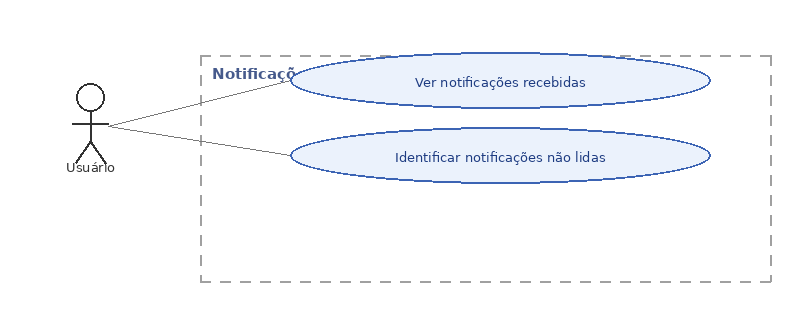 Notificaçõ
Ver notificações recebidas
Identificar notificações não lidas
Usuário